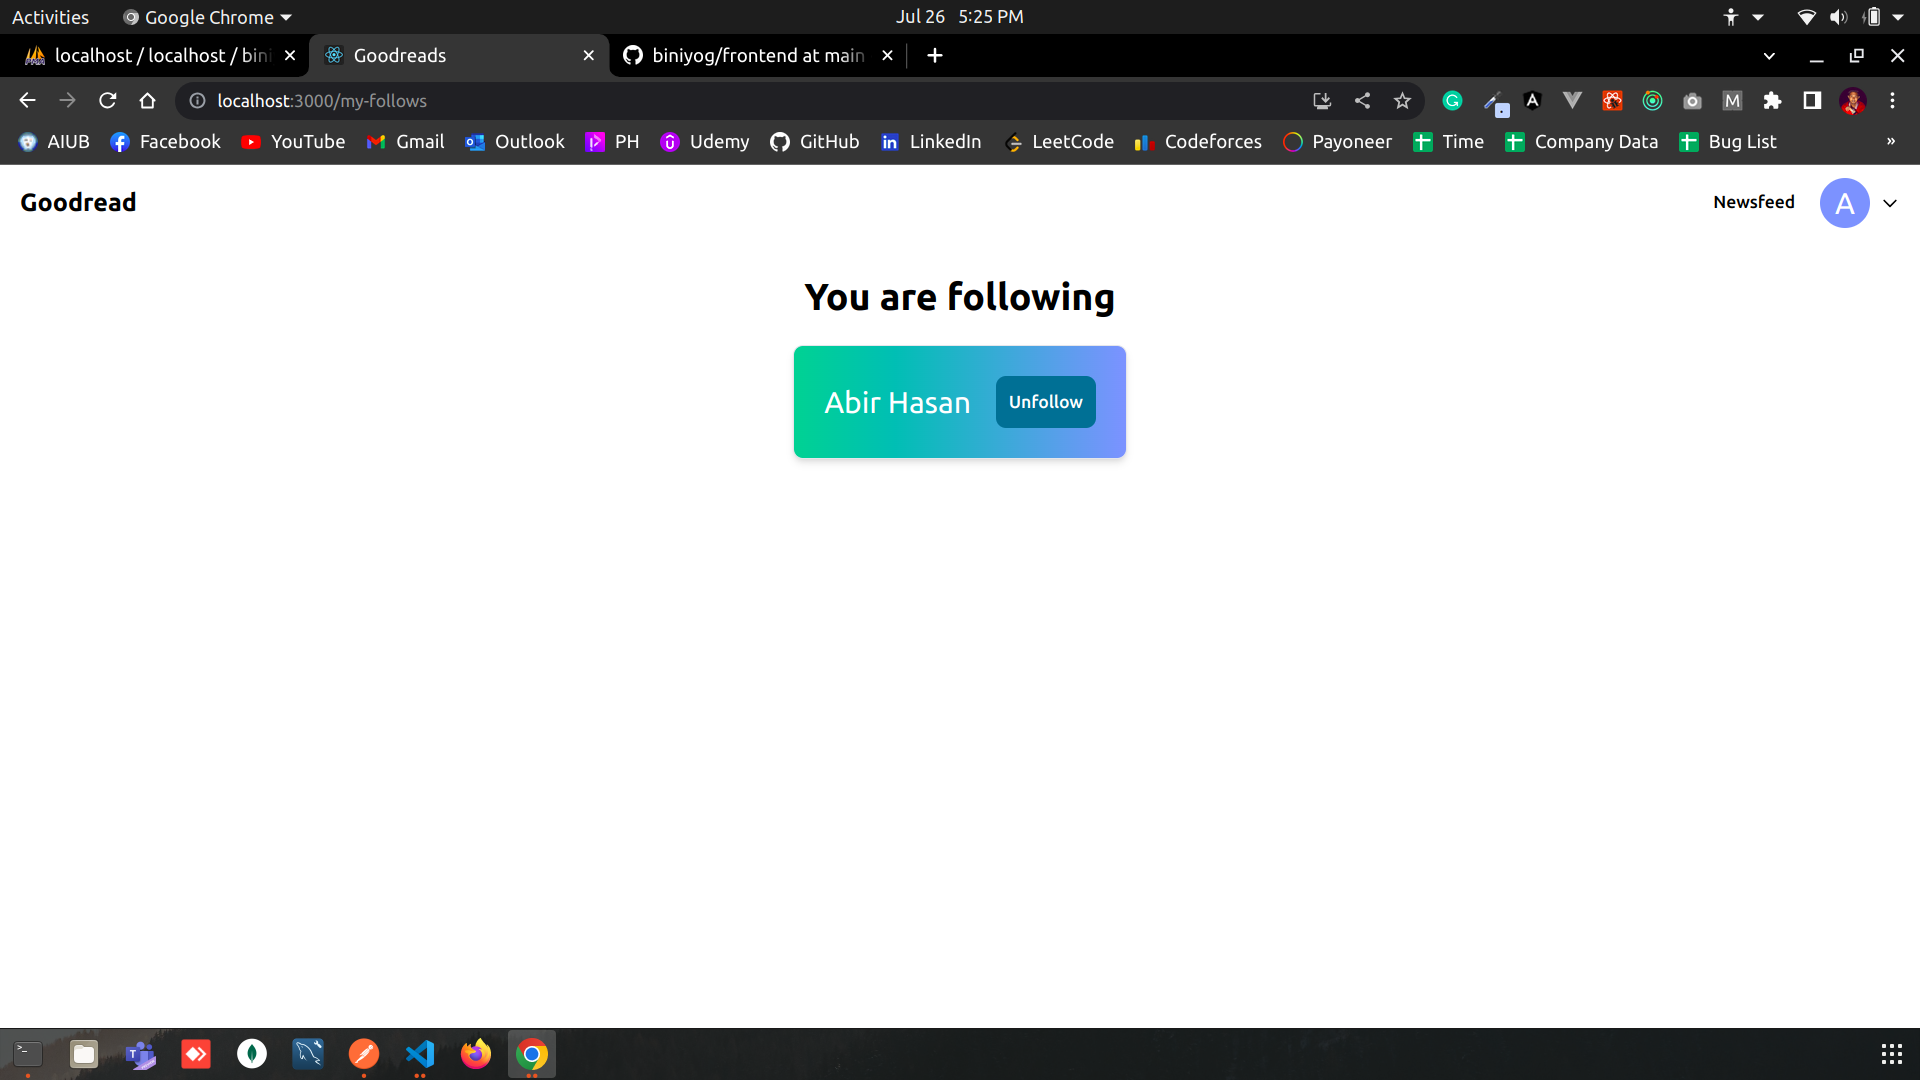 Activities Google Chrome Jul 26 5:25 PM
localhost / localhost / bini Goodreads biniyog/frontend at main
localhost:3000/my-follows
AIUB Facebook YouTube Gmail Outlook PH Udemy GitHub LinkedIn LeetCode Codeforces Payoneer Time Company Data Bug List »
Goodread Newsfeed A
You are following
Abir Hasan Unfollow